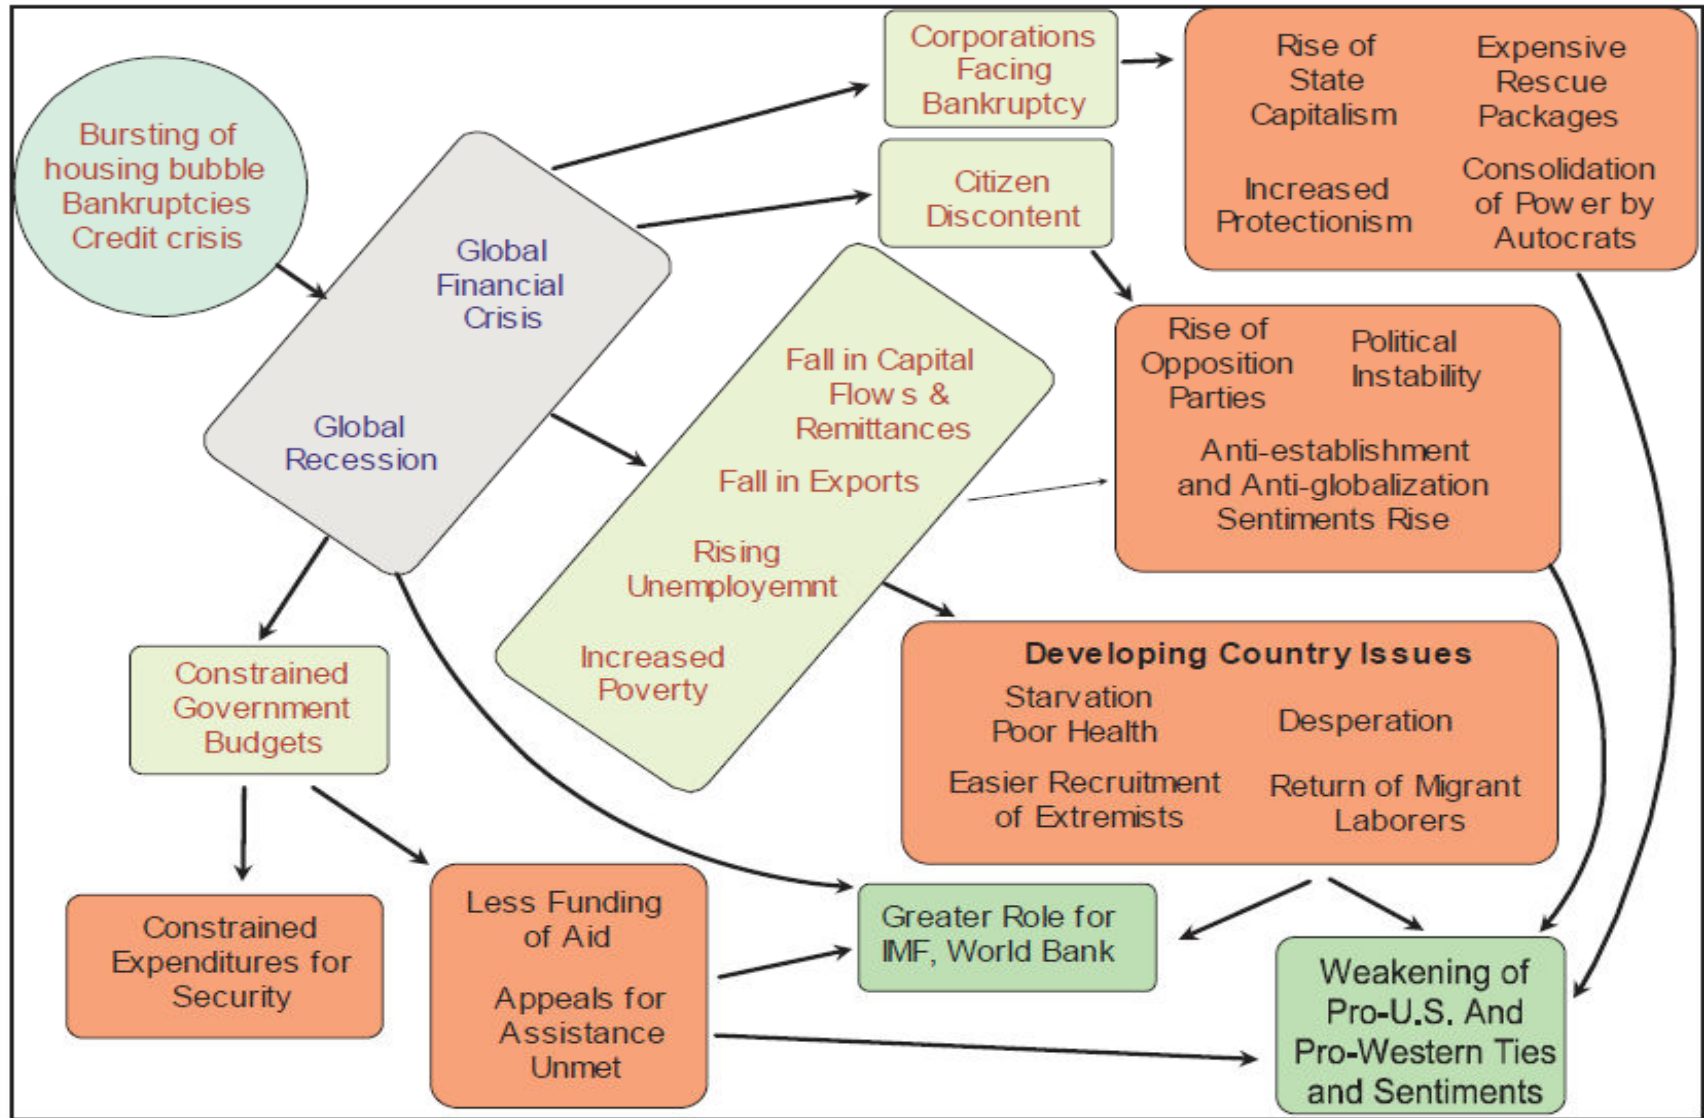 Bursting of
housing bubble
Bankruptcies
Credit crisis
Global
Financial
Crisis
Global
Recession
Corporations
Facing
Bankruptcy
Citizen
Discontent
Rise of
State
Capitalism
Expensive
Rescue
Packages
Increased
Protectionism
Consolidation
of Power by
Autocrats
Fall in Capital
Flows &
Remittances
Fall in Exports
Rising
Unemployemnt
Increased
Poverty
Rise of
Opposition
Parties
Political
Instability
Anti-establishment
and Anti-globalization
Sentiments Rise
Developing Country Issues
Starvation
Poor Health
Desperation
Easier Recruitment
of Extremists
Return of Migrant
Laborers
Constrained
Government
Budgets
Constrained
Expenditures for
Security
Less Funding
of Aid
Appeals for
Assistance
Unmet
Greater Role for
IMF, World Bank
Weakening of
Pro-U.S. And
Pro-Western Ties
and Sentiments